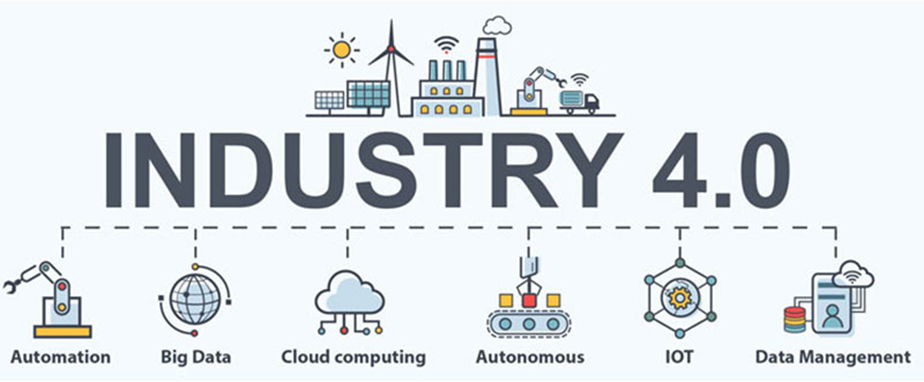 INDUSTRY 4.0
Automation
Big Data
Cloud computing
Autonomous
IOT
Data Management